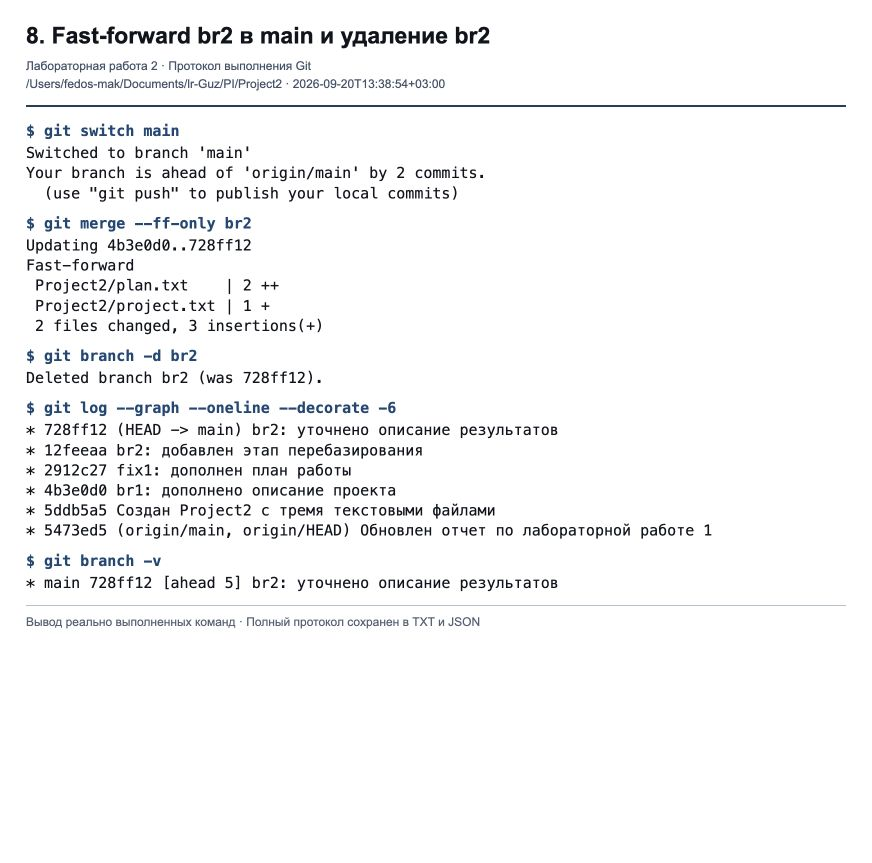 8. Fast-forward br2 в main и удаление br2
Лабораторная работа 2 · Протокол выполнения Git
/Users/fedos-mak/Documents/Ir-Guz/PI/Project2 · 2026-09-20T13:38:54+03:00
$ git switch main
Switched to branch 'main'
Your branch is ahead of 'origin/main' by 2 commits.
  (use "git push" to publish your local commits)
$ git merge --ff-only br2
Updating 4b3e0d0..728ff12
Fast-forward
 Project2/plan.txt    | 2 ++
 Project2/project.txt | 1 +
 2 files changed, 3 insertions(+)
$ git branch -d br2
Deleted branch br2 (was 728ff12).
$ git log --graph --oneline --decorate -6
* 728ff12 (HEAD -> main) br2: уточнено описание результатов
* 12feeaa br2: добавлен этап перебазирования
* 2912c27 fix1: дополнен план работы
* 4b3e0d0 br1: дополнено описание проекта
* 5ddb5a5 Создан Project2 с тремя текстовыми файлами
* 5473ed5 (origin/main, origin/HEAD) Обновлен отчет по лабораторной работе 1
$ git branch -v
* main 728ff12 [ahead 5] br2: уточнено описание результатов
Вывод реально выполненных команд · Полный протокол сохранен в TXT и JSON